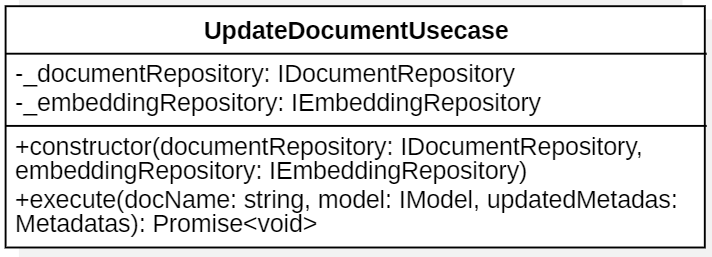 UpdateDocumentUsecase
-_documentRepository: IDocumentRepository
-_embeddingRepository: IEmbeddingRepository
+constructor(documentRepository: IDocumentRepository,
embeddingRepository: IEmbeddingRepository)
+execute(docName: string, model: IModel, updatedMetadas:
Metadatas): Promise<void>